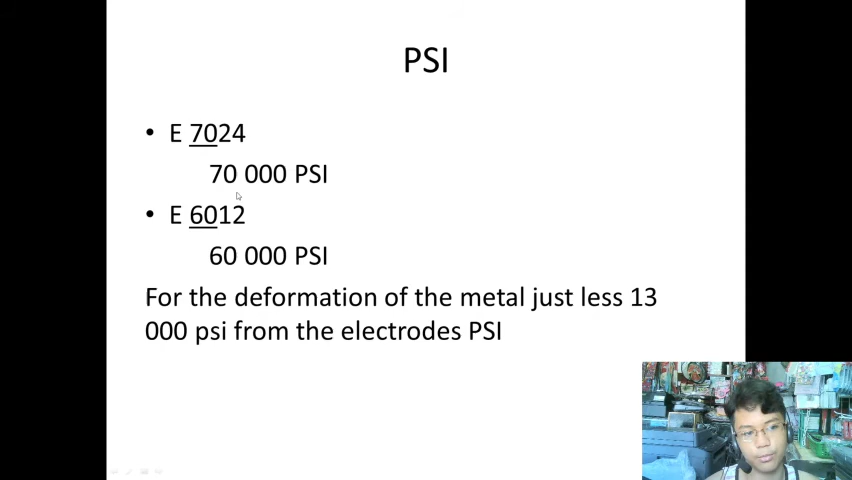 PSI
• E 7024
70 000 PSI
• E 6012
60 000 PSI
For the deformation of the metal just less 13
000 psi from the electrodes PSI